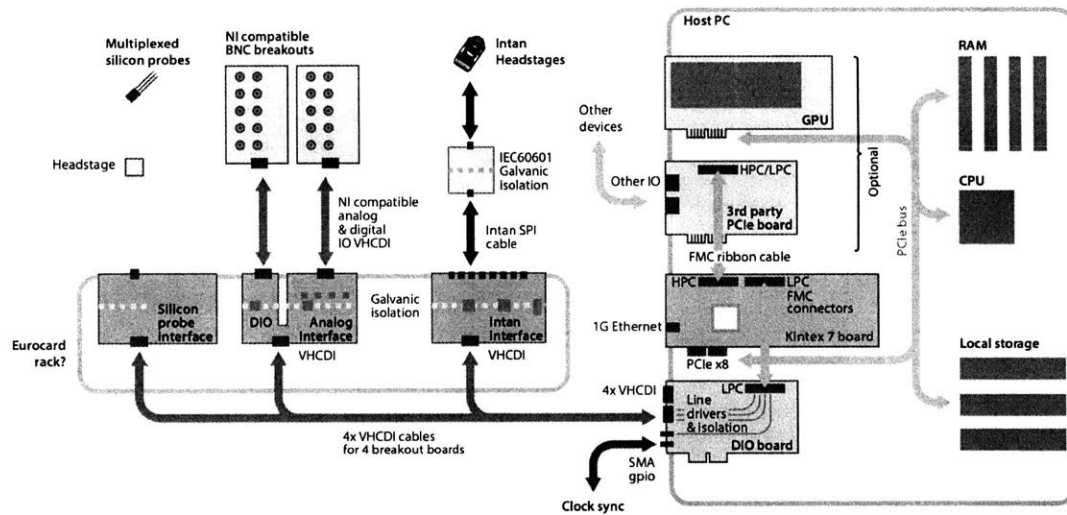 Multiplexed
silicon probes
Headstage
NI compatible
BNC breakouts
NI compatible
analog
& digital
IO VHCDI
Intan
Headstages
IEC60601
Galvanic
isolation
Intan SPI
cable
Eurocard
rack?
Silicon
probe
interface
DIO
Analog
interface
VHCDI
Galvanic
isolation
Intan
interface
VHCDI
4x VHCDI cables
for 4 breakout boards
Host PC
GPU
Other
devices
Other IO
HPC/LPC
3rd party
PCIe board
Optional
FMC ribbon cable
HPC
LPC
FMC
connectors
1G Ethernet
Kintex 7 board
PCIe x8
4x VHCDI
LPC
Line
drivers
& isolation
DIO board
SMA
gpio
Clock sync
PCIe bus
RAM
CPU
Local storage